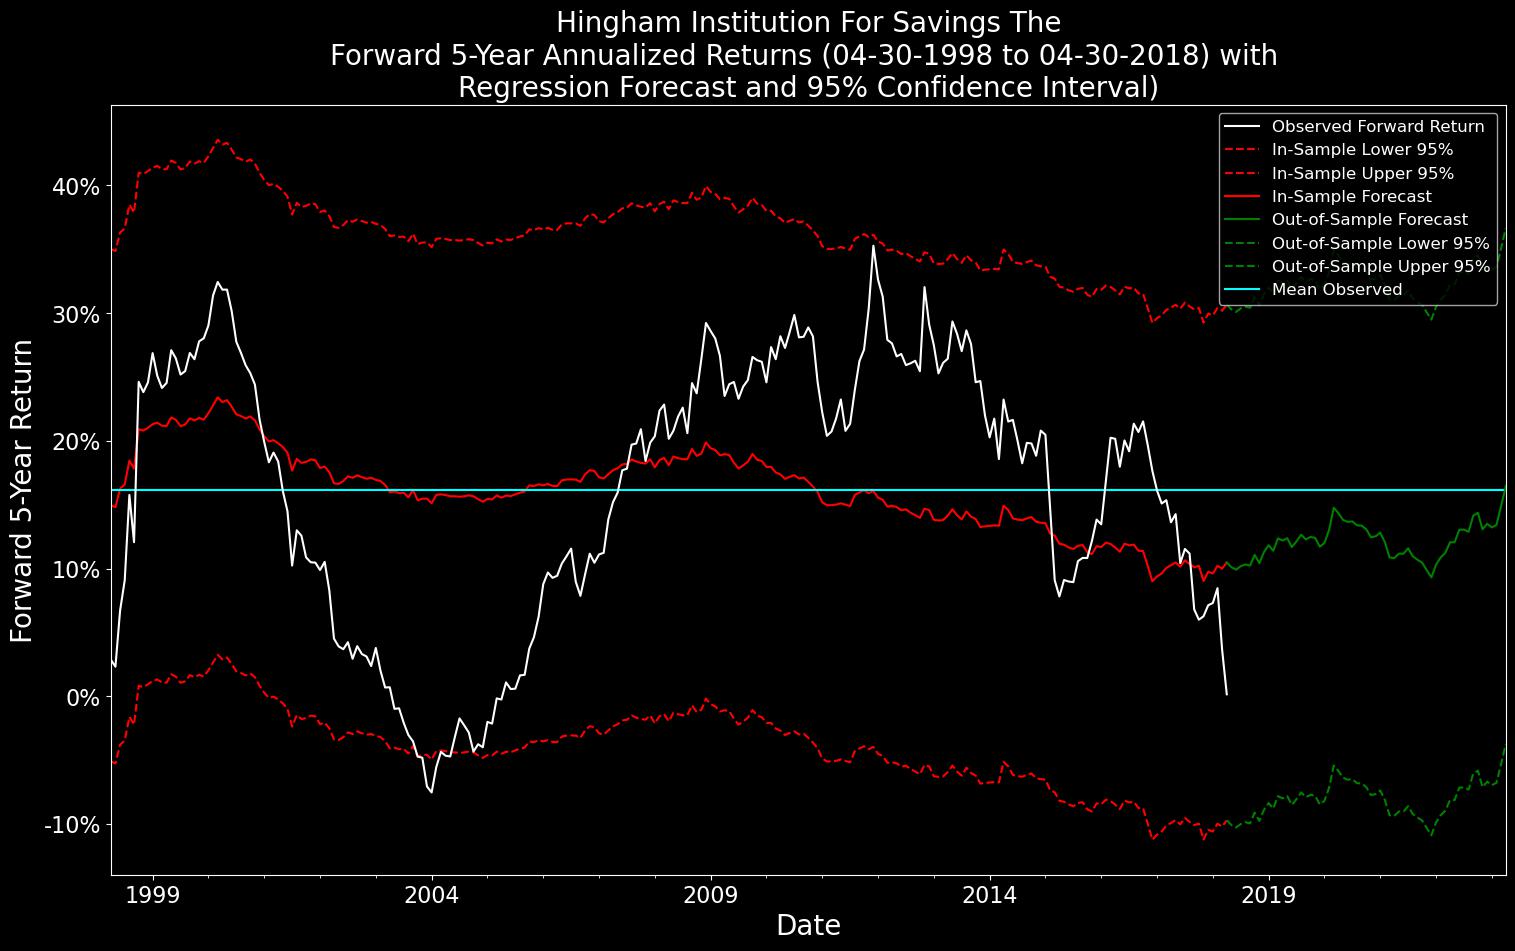 Hingham Institution For Savings The
Forward 5-Year Annualized Returns (04-30-1998 to 04-30-2018) with
Regression Forecast and 95% Confidence Interval)
Observed Forward Return
In-Sample Lower 95%
In-Sample Upper 95%
In-Sample Forecast
Out-of-Sample Forecast
Out-of-Sample Lower 95%
Out-of-Sample Upper 95%
Mean Observed
Forward 5-Year Return
40%
30%
20%
10%
0%
-10%
1999
2004
2009
2014
2019
Date